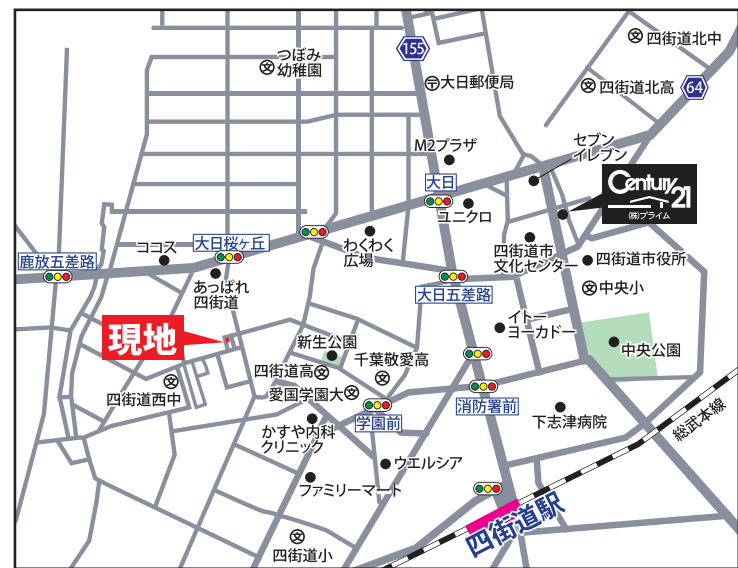 155
文 四街道北中
つぼみ
文 幼稚園
〒大日郵便局
文 四街道北高
64
セブン
イレブン
M2プラザ
大日
Century 21
㈱プライム
ユニクロ
わくわく
広場
大日桜ヶ丘
ココス
鹿放五差路
四街道市
文化センター
四街道市役所
文 中央小
あっぱれ
四街道
大日五差路
イトー
ヨーカドー
現地
新生公園
千葉敬愛高
文
中央公園
四街道高文
文
四街道西中
愛国学園大文
消防署前
学園前
下志津病院
総武本線
かすや内科
クリニック
ウエルシア
ファミリーマート
四街道駅
文
四街道小